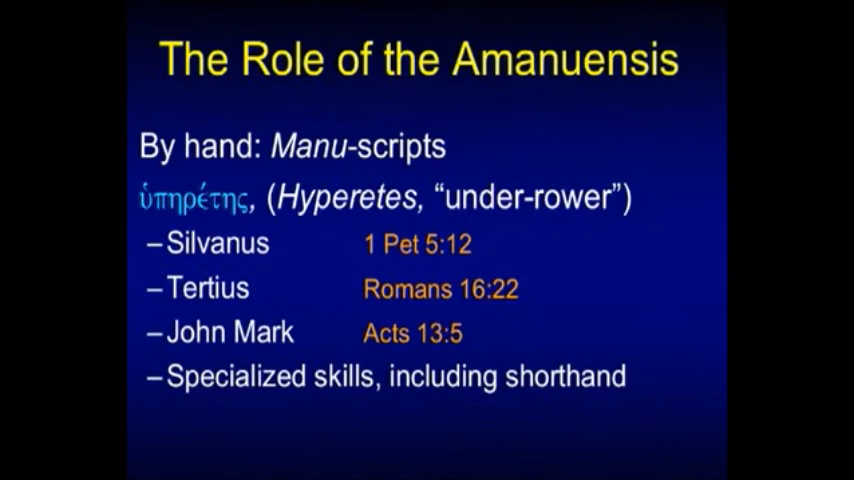 The Role of the Amanuensis
By hand: Manu-scripts
ὑπηρέτης, (Hyperetes, “under-rower”)
–Silvanus 1 Pet 5:12
–Tertius Romans 16:22
–John Mark Acts 13:5
–Specialized skills, including shorthand